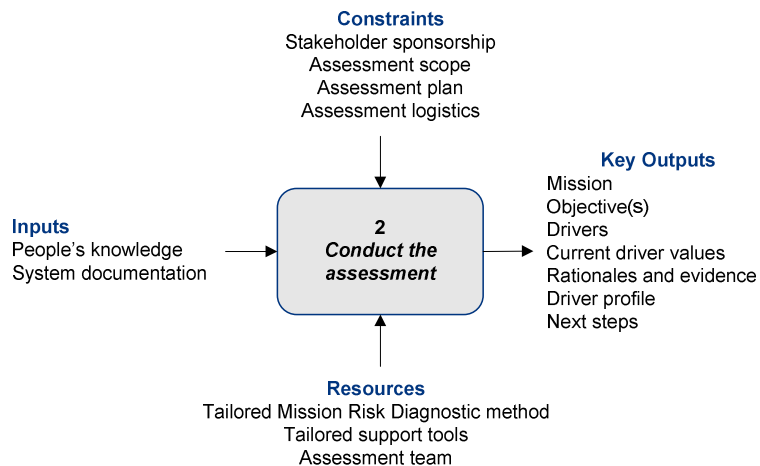 Constraints
Stakeholder sponsorship
Assessment scope
Assessment plan
Assessment logistics
Inputs
People’s knowledge
System documentation
2
Conduct the
assessment
Key Outputs
Mission
Objective(s)
Drivers
Current driver values
Rationales and evidence
Driver profile
Next steps
Resources
Tailored Mission Risk Diagnostic method
Tailored support tools
Assessment team